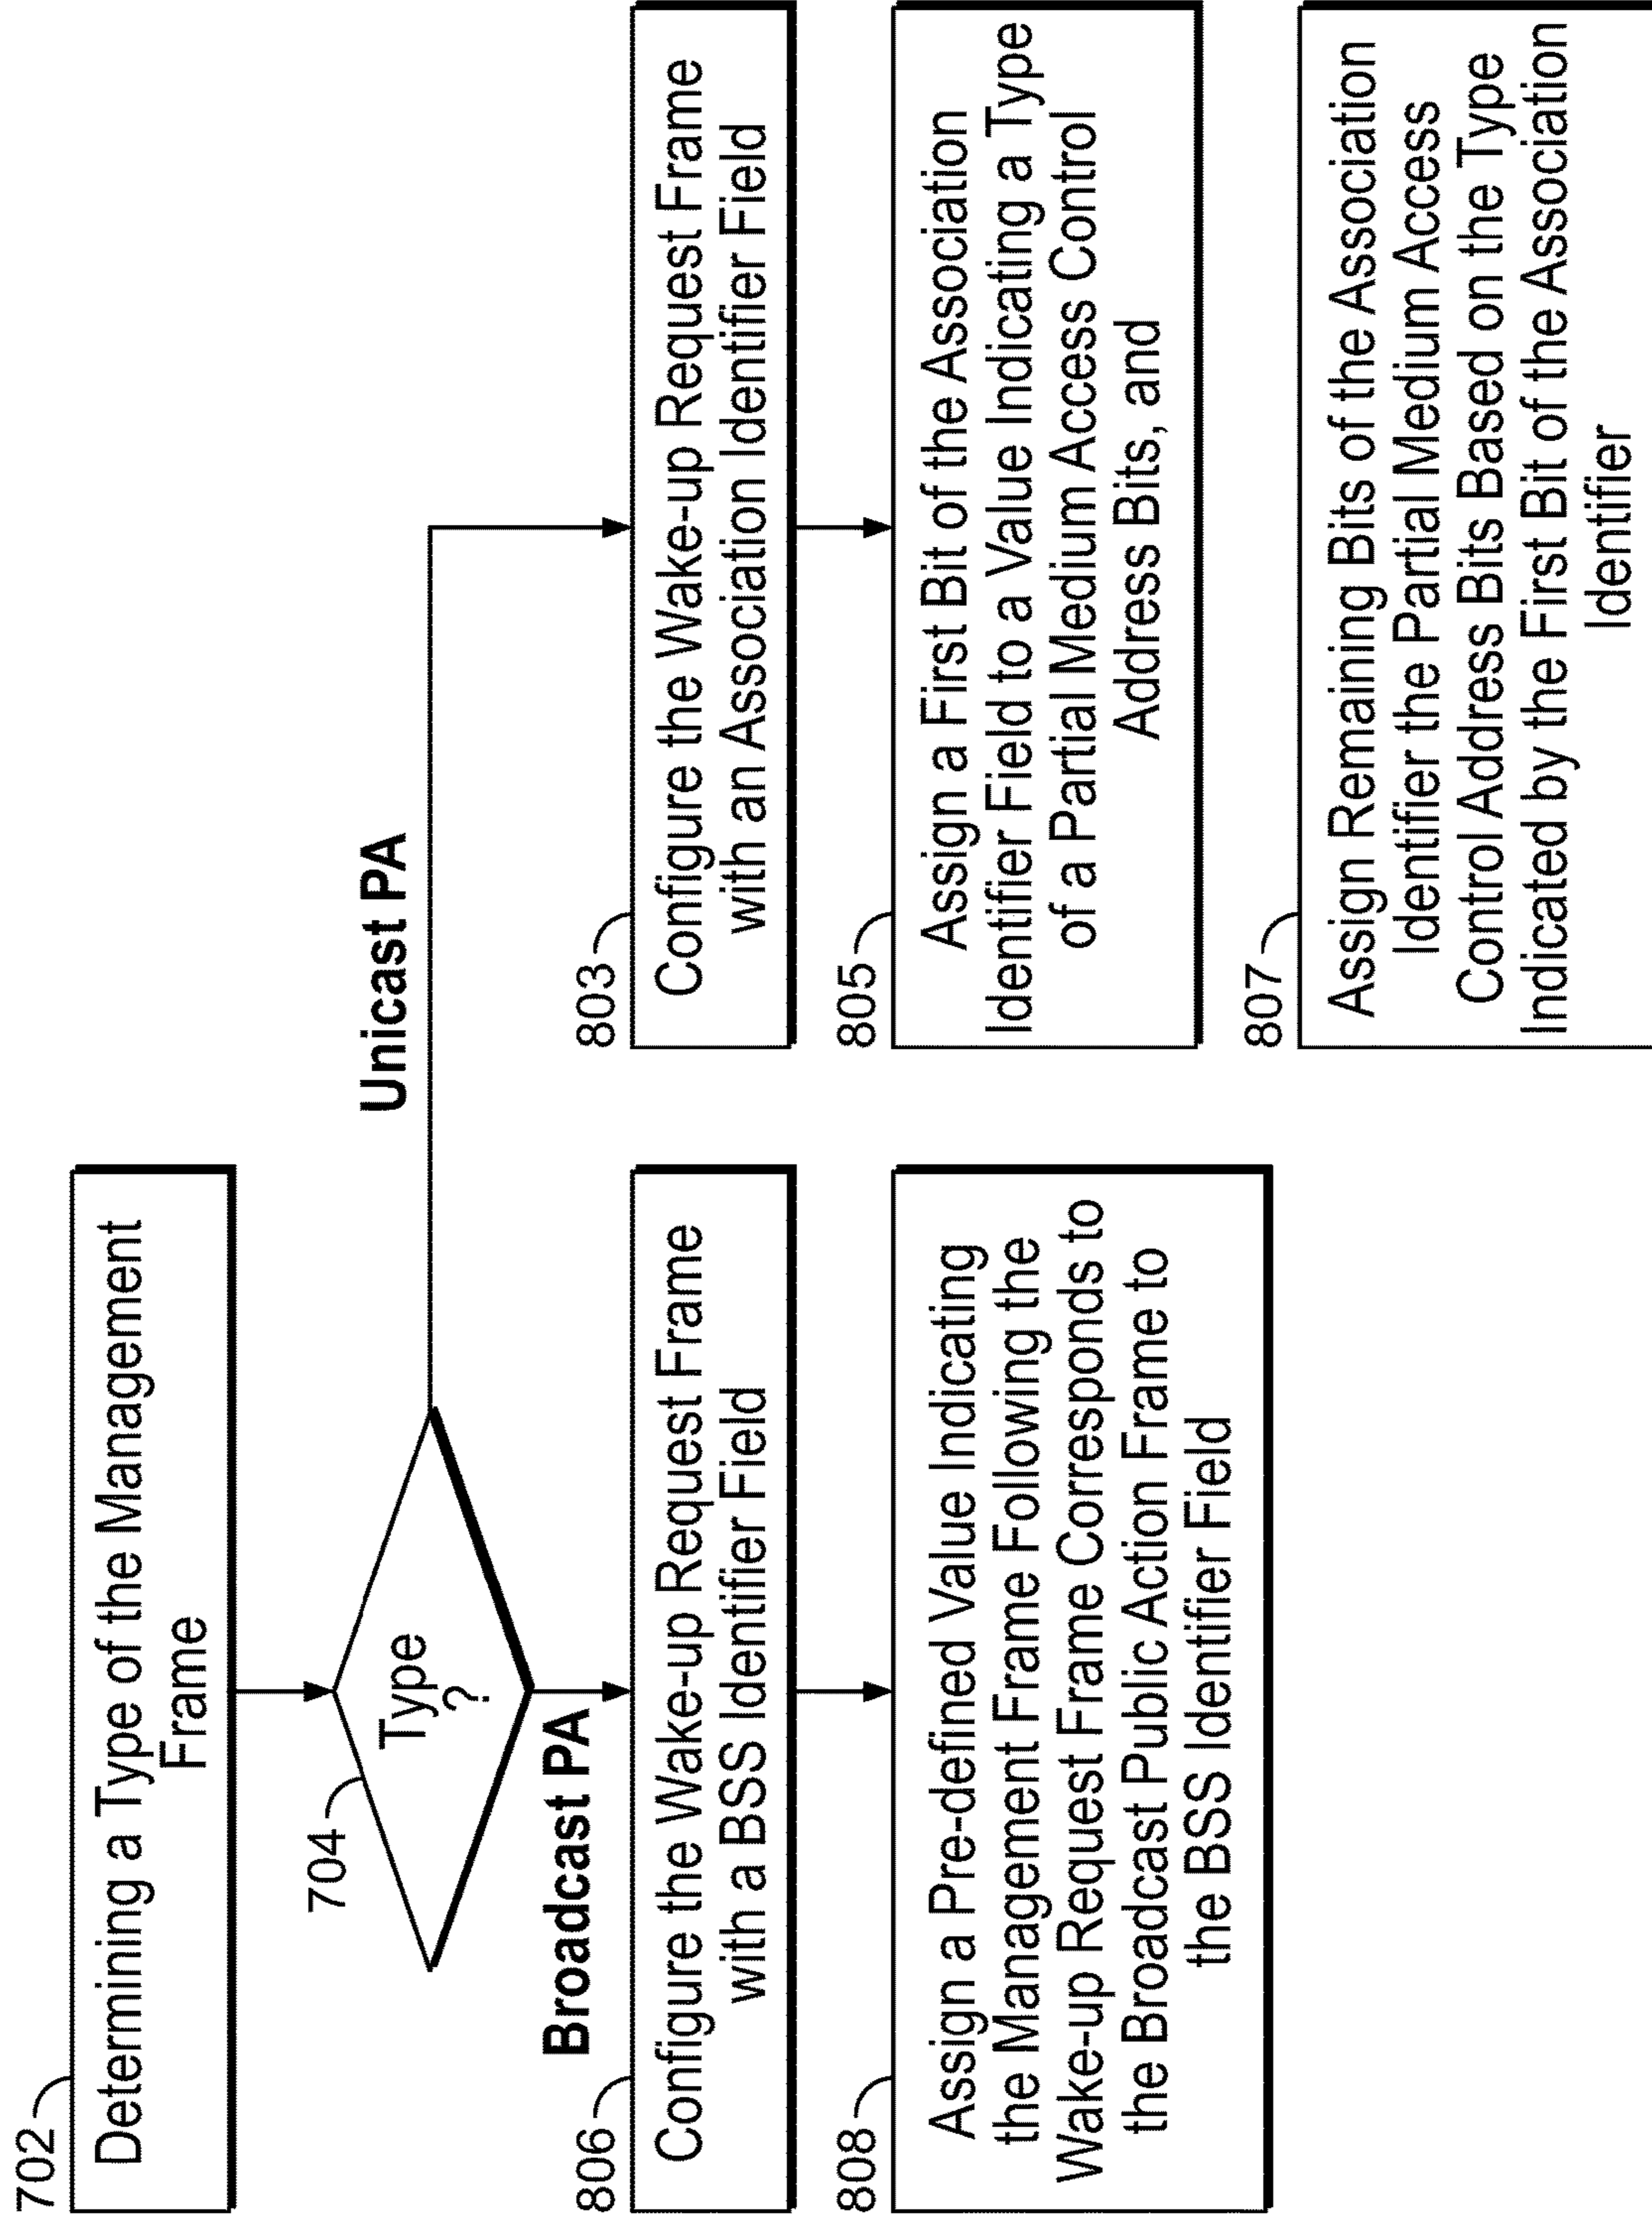 702
Determining a Type of the Management
Frame
704
Type
?
Unicast PA
Broadcast PA
806
Configure the Wake-up Request Frame
with a BSS Identifier Field
808
Assign a Pre-defined Value Indicating
the Management Frame Following the
Wake-up Request Frame Corresponds to
the Broadcast Public Action Frame to
the BSS Identifier Field
803
Configure the Wake-up Request Frame
with an Association Identifier Field
805
Assign a First Bit of the Association
Identifier Field to a Value Indicating a Type
of a Partial Medium Access Control
Address Bits, and
807
Assign Remaining Bits of the Association
Identifier the Partial Medium Access
Control Address Bits Based on the Type
Indicated by the First Bit of the Association
Identifier